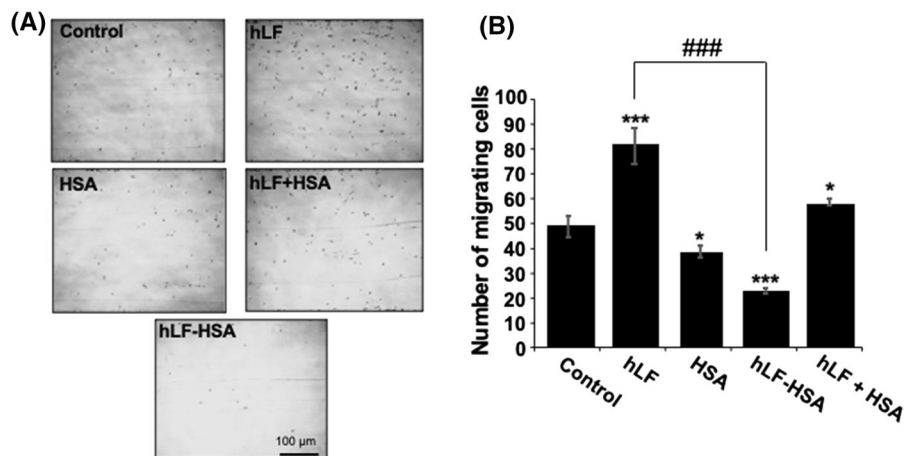 (A)
Control
hLF
HSA
hLF+HSA
hLF-HSA
100 µm
(B)
###
Number of migrating cells
100
90
80
70
60
50
40
30
20
10
0
***
*
***
*
Control
hLF
HSA
hLF-HSA
hLF + HSA